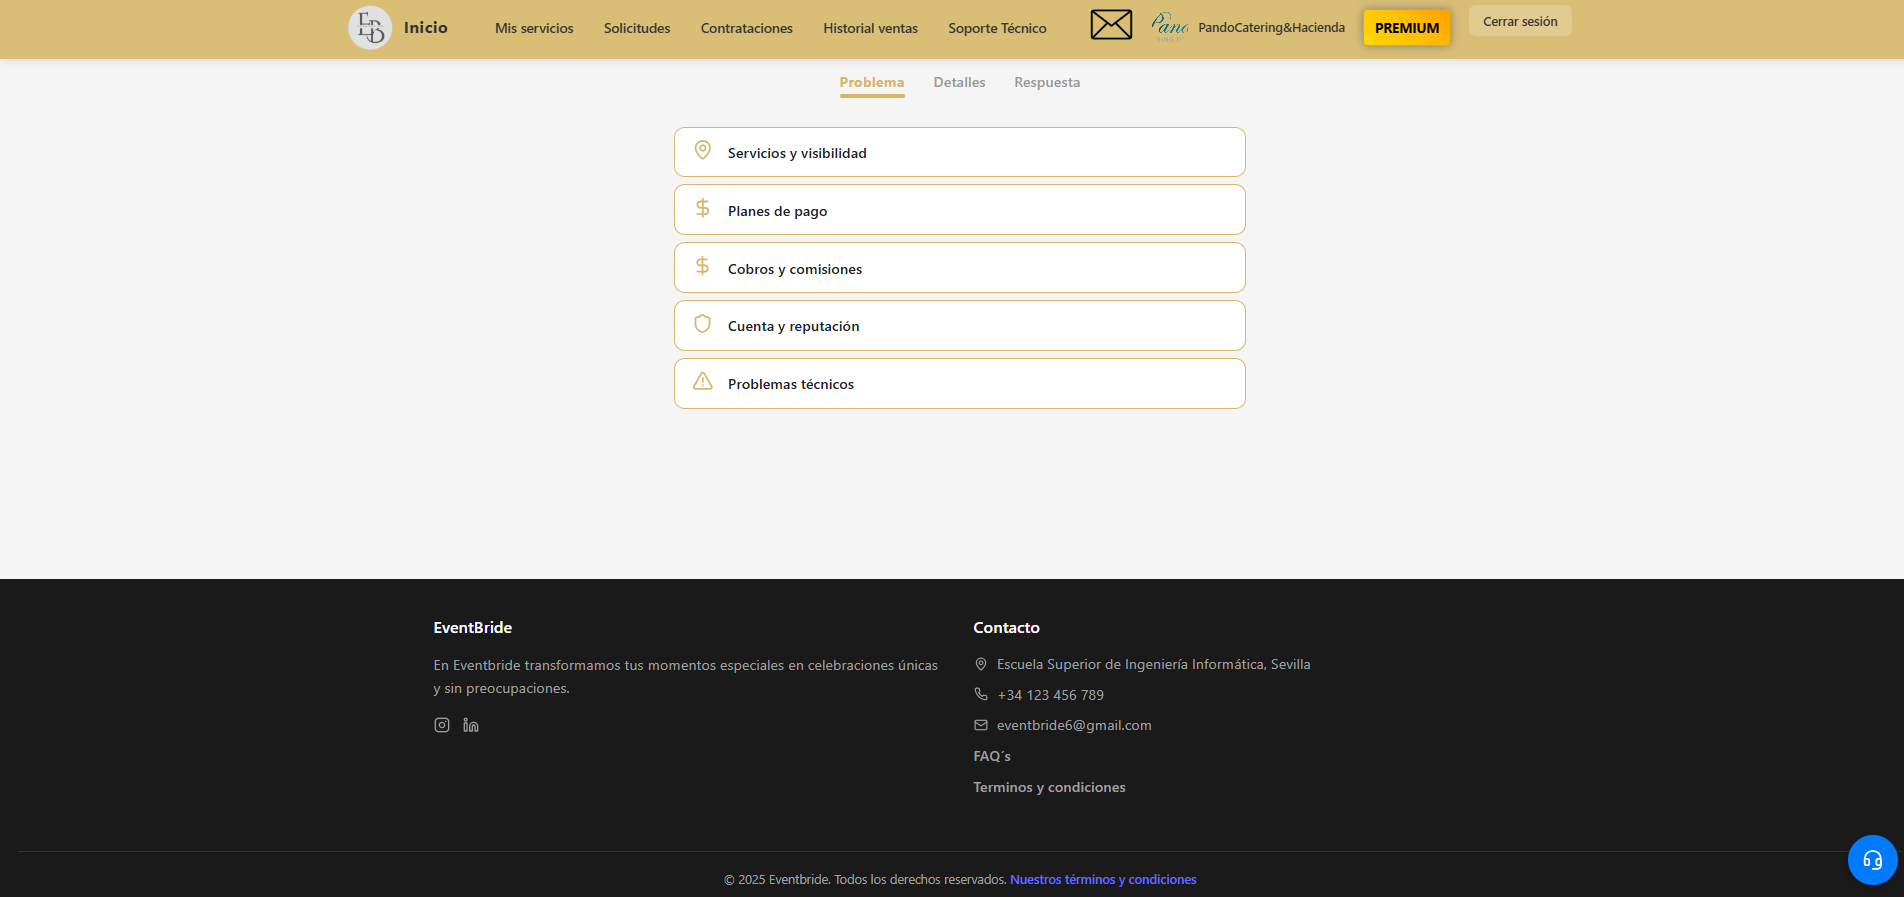 EB Inicio Mis servicios Solicitudes Contrataciones Historial ventas Soporte Técnico PandoCatering&Hacienda PREMIUM Cerrar sesión
Problema Detalles Respuesta
Servicios y visibilidad
Planes de pago
Cobros y comisiones
Cuenta y reputación
Problemas técnicos
EventBride
En Eventbride transformamos tus momentos especiales en celebraciones únicas
y sin preocupaciones.
Contacto
Escuela Superior de Ingeniería Informática, Sevilla
+34 123 456 789
eventbride6@gmail.com
FAQ´s
Terminos y condiciones
© 2025 Eventbride. Todos los derechos reservados. Nuestros términos y condiciones